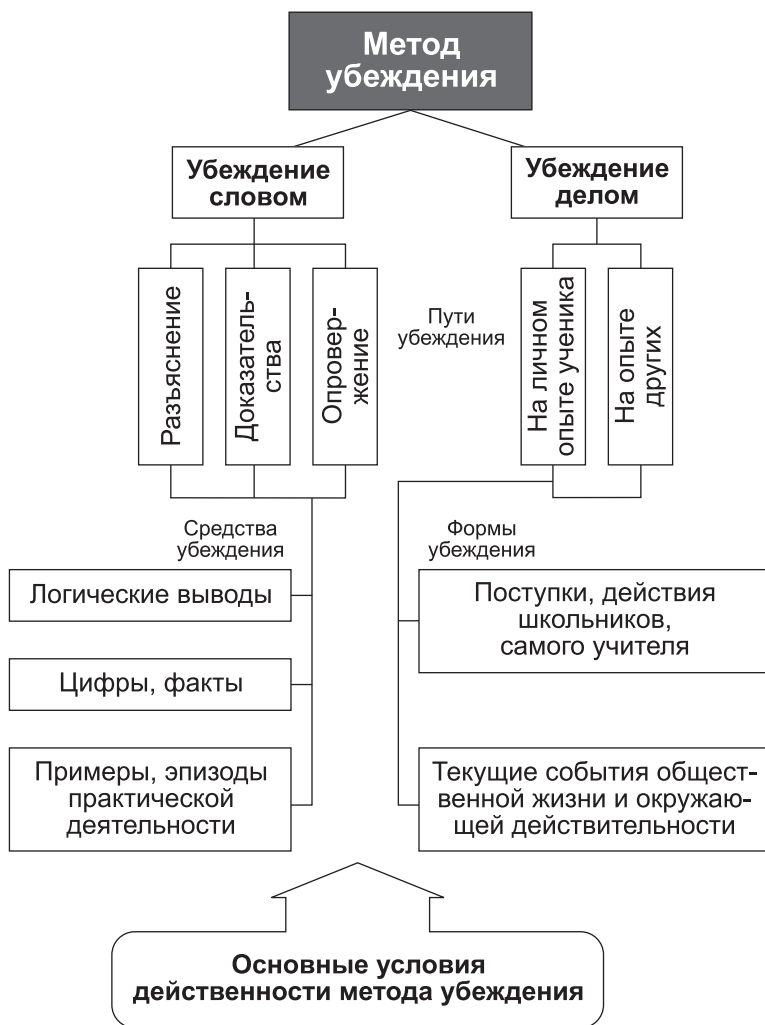 Метод
убеждения
Убеждение
словом
Убеждение
делом
Разъяснение
Доказатель-
ства
Опровер-
жение
Пути
убеждения
На личном
опыте ученика
На опыте
других
Средства
убеждения
Формы
убеждения
Логические выводы
Поступки, действия
школьников,
самого учителя
Цифры, факты
Примеры, эпизоды
практической
деятельности
Текущие события общест-
венной жизни и окружаю-
щей действительности
Основные условия
действенности метода убеждения